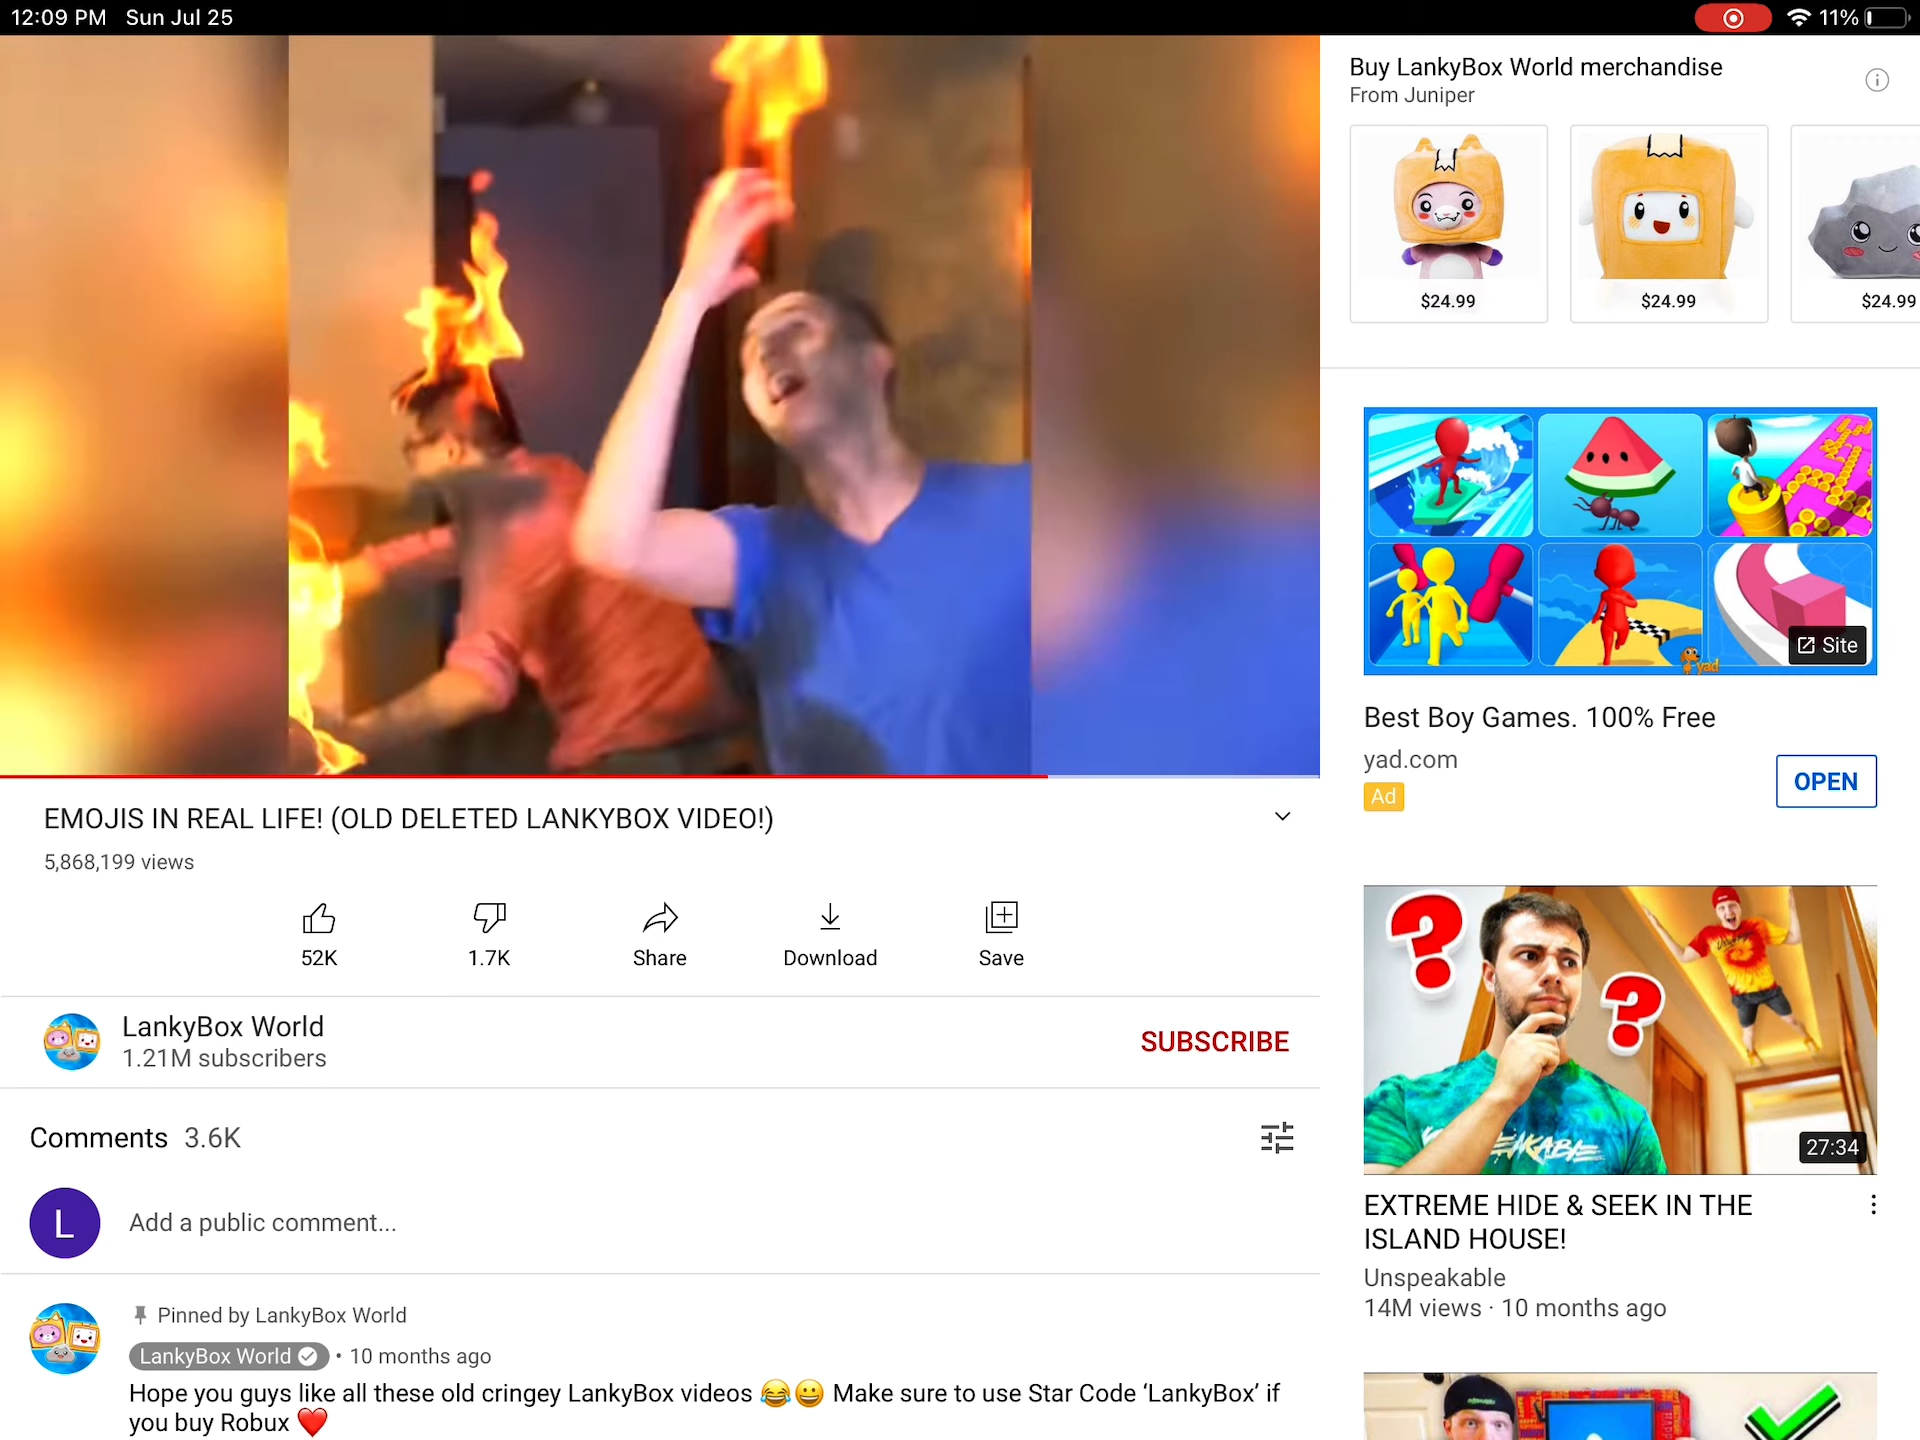 12:09 PM Sun Jul 25
11%
EMOJIS IN REAL LIFE! (OLD DELETED LANKYBOX VIDEO!)
5,868,199 views
52K
1.7K
Share
Download
Save
LankyBox World
1.21M subscribers
SUBSCRIBE
Comments 3.6K
L
Add a public comment...
Pinned by LankyBox World
LankyBox World • 10 months ago
Hope you guys like all these old cringey LankyBox videos 😂😀 Make sure to use Star Code ‘LankyBox’ if
you buy Robux ❤️
Buy LankyBox World merchandise
From Juniper
$24.99
$24.99
$24.99
yad
Site
Best Boy Games. 100% Free
yad.com
Ad
OPEN
? ?
27:34
EXTREME HIDE & SEEK IN THE
ISLAND HOUSE!
Unspeakable
14M views · 10 months ago